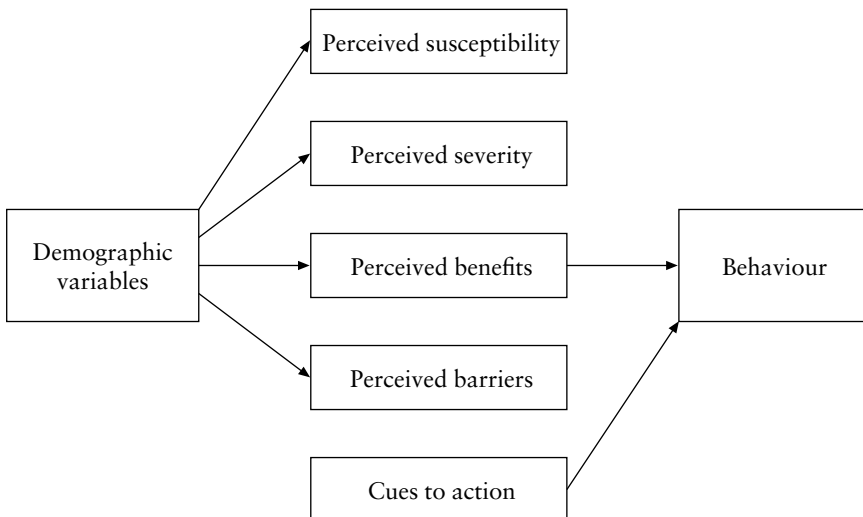 Perceived susceptibility
Perceived severity
Demographic
variables
Perceived benefits
Behaviour
Perceived barriers
Cues to action